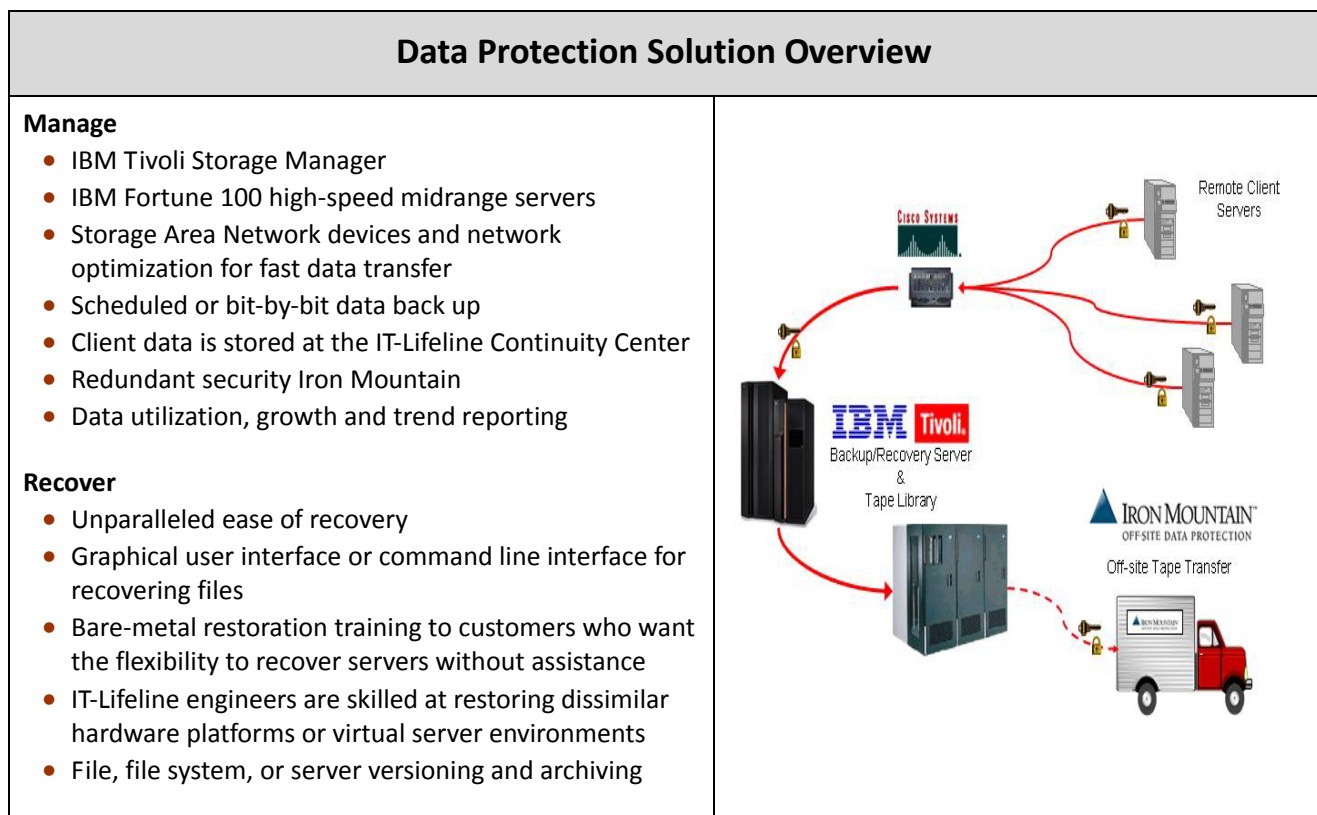 Data Protection Solution Overview
Manage
• IBM Tivoli Storage Manager
• IBM Fortune 100 high-speed midrange servers
• Storage Area Network devices and network
optimization for fast data transfer
• Scheduled or bit-by-bit data back up
• Client data is stored at the IT-Lifeline Continuity Center
• Redundant security Iron Mountain
• Data utilization, growth and trend reporting
Recover
• Unparalleled ease of recovery
• Graphical user interface or command line interface for
recovering files
• Bare-metal restoration training to customers who want
the flexibility to recover servers without assistance
• IT-Lifeline engineers are skilled at restoring dissimilar
hardware platforms or virtual server environments
• File, file system, or server versioning and archiving
Remote Client
Servers
CISCO SYSTEMS
IBM Tivoli.
Backup/Recovery Server
&
Tape Library
IRON MOUNTAIN™
OFF-SITE DATA PROTECTION
Off-site Tape Transfer
IRON MOUNTAIN